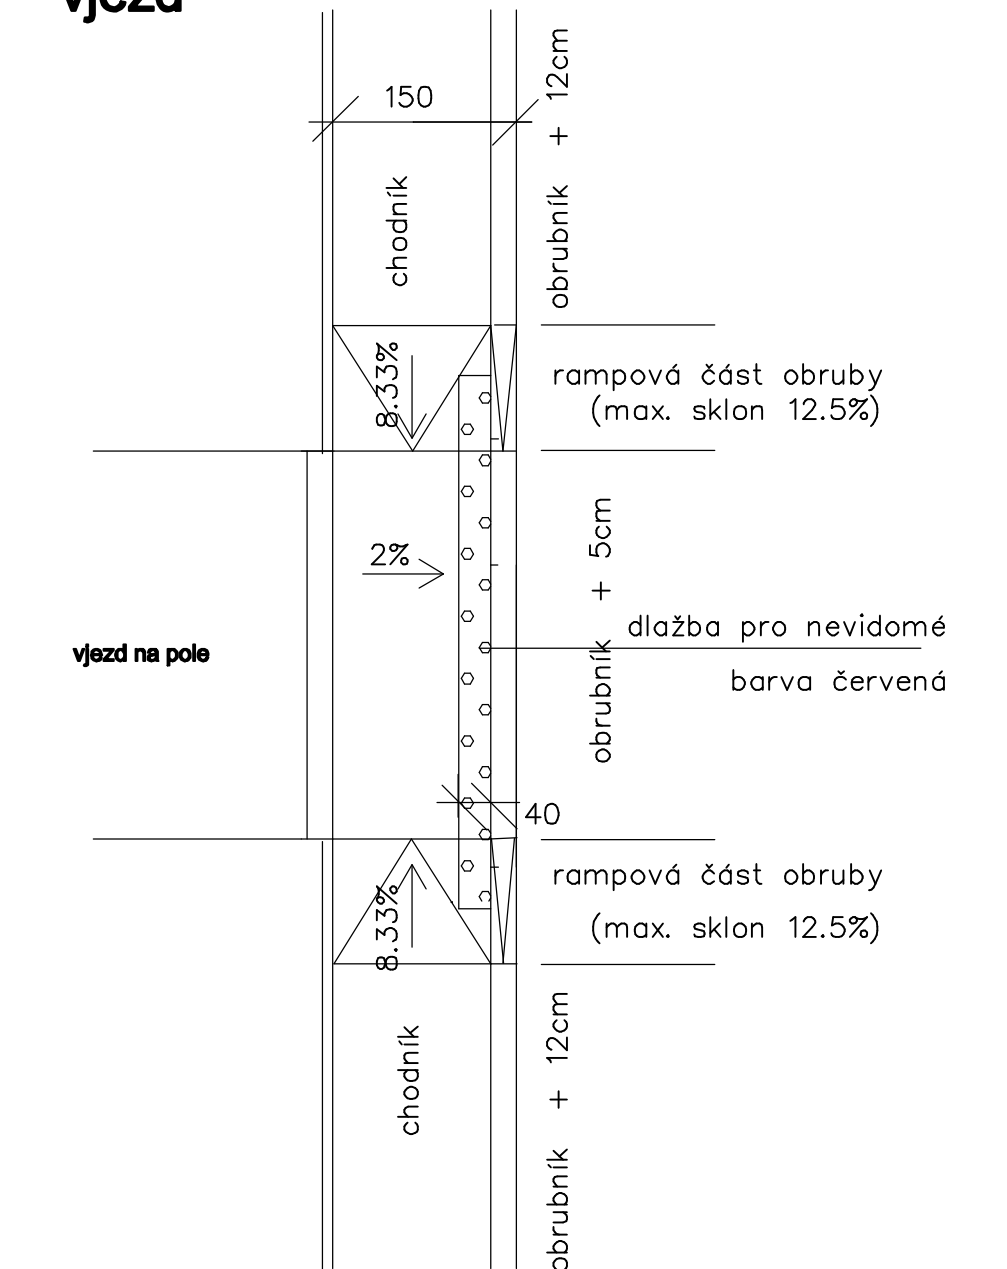 vjezd
150
obrubník + 12cm
chodník
8.33%
rampová část obruby
(max. sklon 12.5%)
2%
obrubník + 5cm
dlažba pro nevidomé
barva červená
vjezd na pole
40
8.33%
rampová část obruby
(max. sklon 12.5%)
chodník
obrubník + 12cm